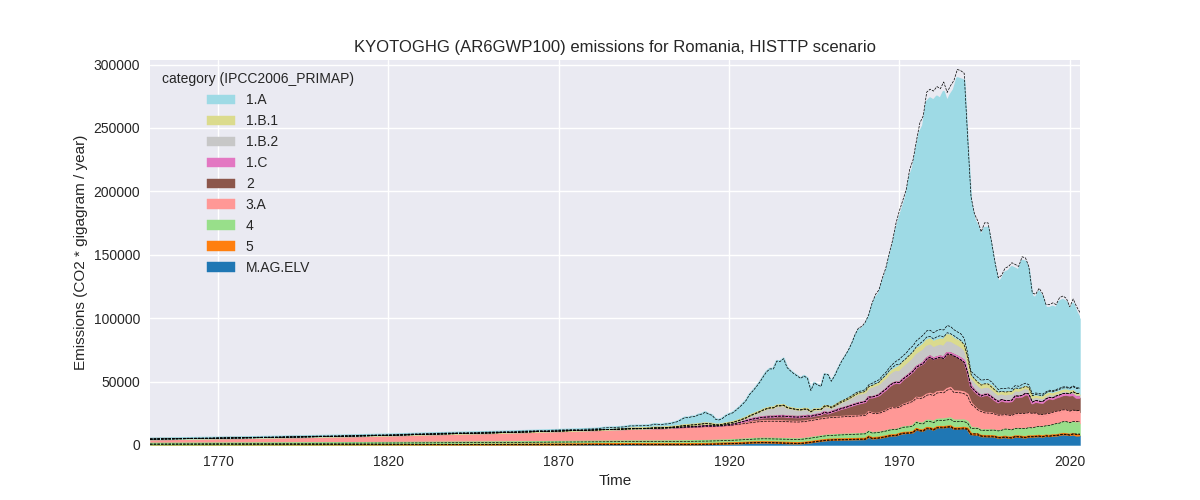 KYOTOGHG (AR6GWP100) emissions for Romania, HISTTP scenario
category (IPCC2006_PRIMAP)
1.A
1.B.1
1.B.2
1.C
2
3.A
4
5
M.AG.ELV
Emissions (CO2 * gigagram / year)
300000
250000
200000
150000
100000
50000
0
1770
1820
1870
1920
1970
2020
Time